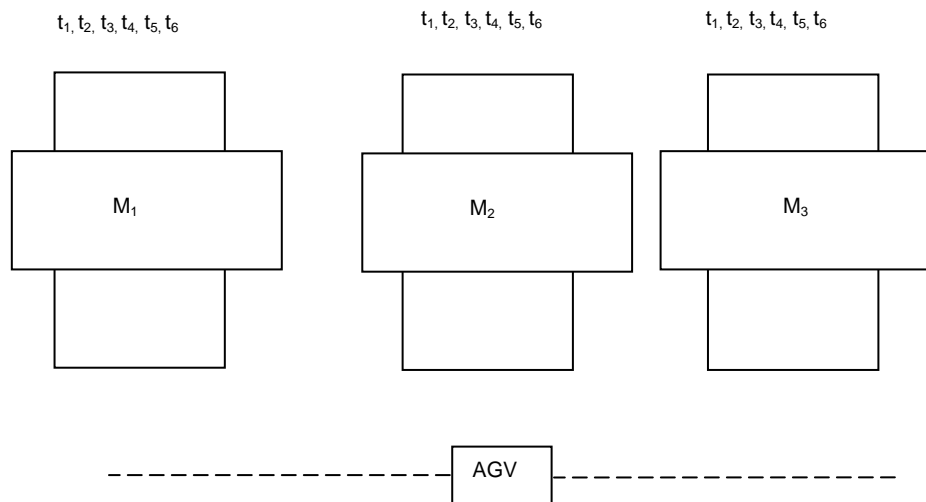 t₁, t₂, t₃, t₄, t₅, t₆ t₁, t₂, t₃, t₄, t₅, t₆ t₁, t₂, t₃, t₄, t₅, t₆
M₁ M₂ M₃
AGV